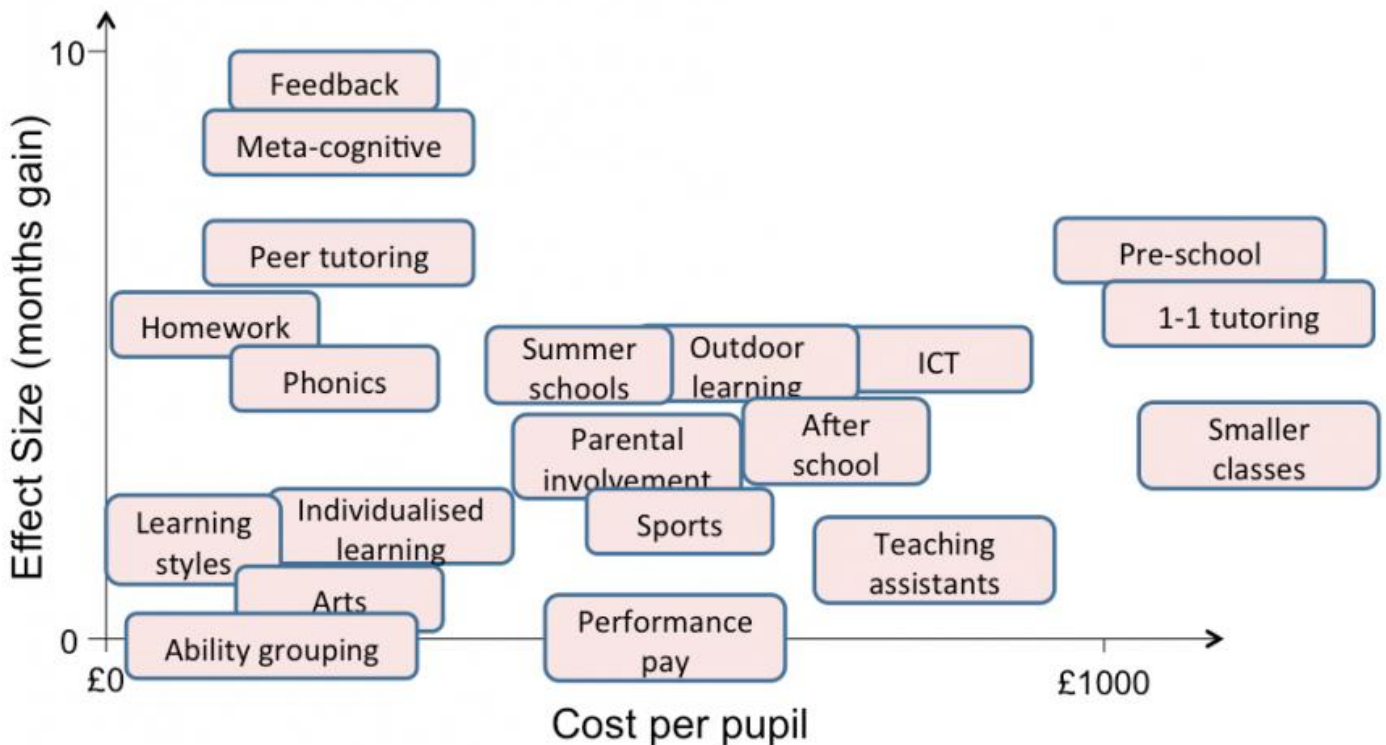 10
Feedback
Meta-cognitive
Peer tutoring
Pre-school
1-1 tutoring
Homework
Phonics
Summer
schools
Outdoor
learning
ICT
Parental
involvement
After
school
Smaller
classes
Learning
styles
Individualised
learning
Sports
Teaching
assistants
Arts
Ability grouping
Performance
pay
0
£0
£1000
Cost per pupil
Effect Size (months gain)